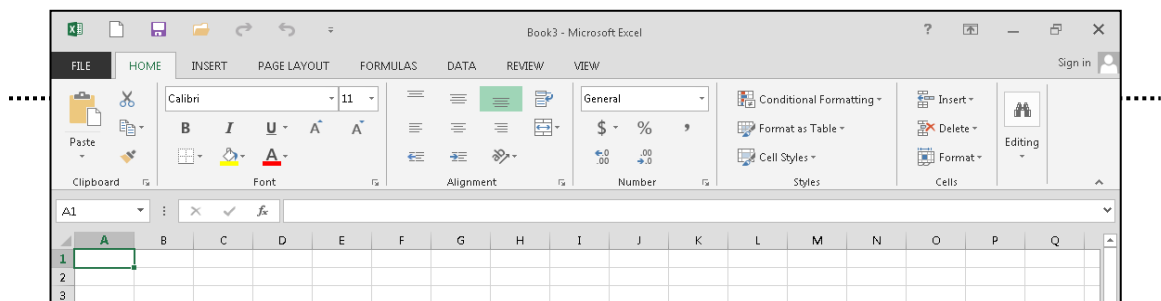 Book3 - Microsoft Excel ?
FILE HOME INSERT PAGE LAYOUT FORMULAS DATA REVIEW VIEW Sign in
Calibri 11 General Conditional Formatting Insert
Paste B I U A A $ % , Format as Table Delete Editing
A .00 .00 Cell Styles Format
Clipboard Font Alignment Number Styles Cells
A1 fx
A B C D E F G H I J K L M N O P Q
1
2
3